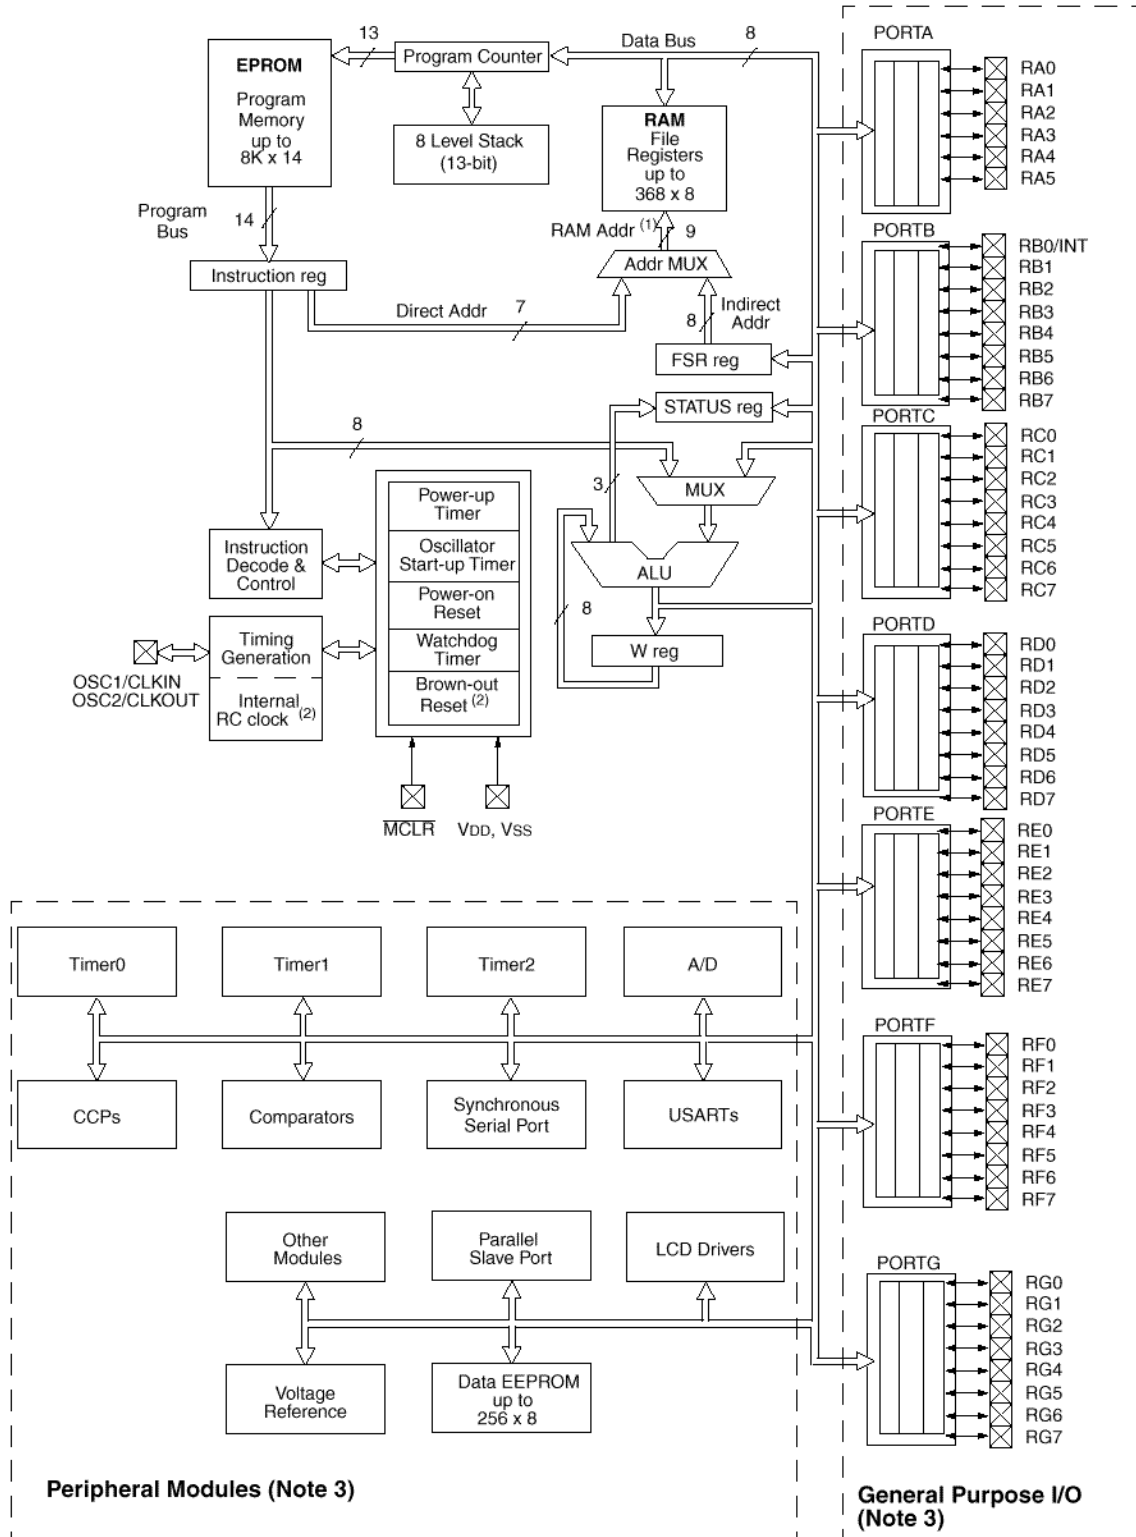 13
Program Counter
Data Bus
8
EPROM
Program
Memory
up to
8K x 14
8 Level Stack
(13-bit)
RAM
File
Registers
up to
368 x 8
Program
Bus
14
RAM Addr (1)
9
Instruction reg
Addr MUX
Direct Addr
7
8
Indirect
Addr
FSR reg
STATUS reg
8
3
MUX
ALU
8
W reg
Power-up
Timer
Oscillator
Start-up Timer
Power-on
Reset
Watchdog
Timer
Brown-out
Reset (2)
Instruction
Decode &
Control
Timing
Generation
Internal
RC clock (2)
OSC1/CLKIN
OSC2/CLKOUT
MCLR
VDD, VSS
Timer0
Timer1
Timer2
A/D
CCPs
Comparators
Synchronous
Serial Port
USARTs
Other
Modules
Parallel
Slave Port
LCD Drivers
Voltage
Reference
Data EEPROM
up to
256 x 8
Peripheral Modules (Note 3)
PORTA
RA0
RA1
RA2
RA3
RA4
RA5
PORTB
RB0/INT
RB1
RB2
RB3
RB4
RB5
RB6
RB7
PORTC
RC0
RC1
RC2
RC3
RC4
RC5
RC6
RC7
PORTD
RD0
RD1
RD2
RD3
RD4
RD5
RD6
RD7
PORTE
RE0
RE1
RE2
RE3
RE4
RE5
RE6
RE7
PORTF
RF0
RF1
RF2
RF3
RF4
RF5
RF6
RF7
PORTG
RG0
RG1
RG2
RG3
RG4
RG5
RG6
RG7
General Purpose I/O
(Note 3)